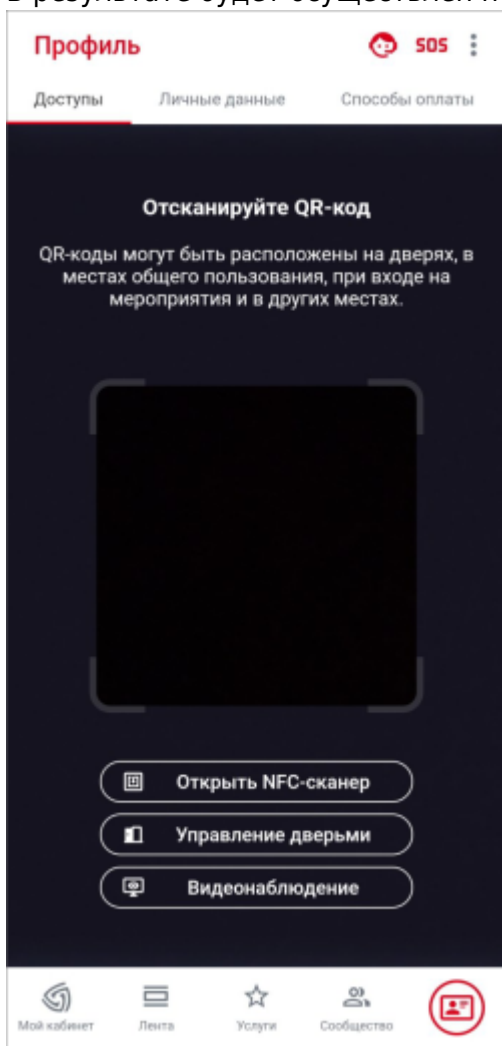 Профиль
SOS
Доступы Личные данные Способы оплаты
Отсканируйте QR-код
QR-коды могут быть расположены на дверях, в
местах общего пользования, при входе на
мероприятия и в других местах.
Открыть NFC-сканер
Управление дверьми
Видеонаблюдение
Мой кабинет Лента Услуги Сообщество